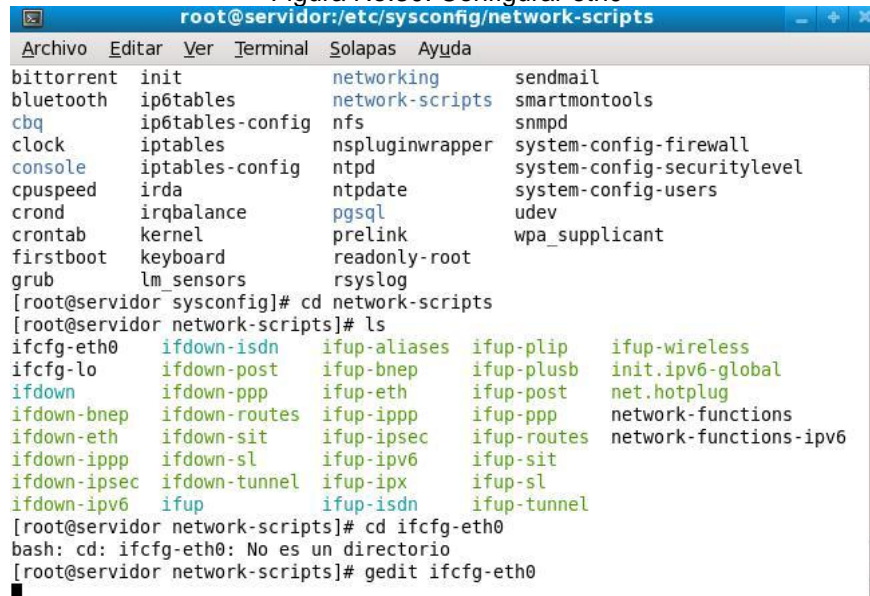 root@servidor:/etc/sysconfig/network-scripts
Archivo Editar Ver Terminal Solapas Ayuda
bittorrent init networking sendmail
bluetooth ip6tables network-scripts smartmontools
cbq ip6tables-config nfs snmpd
clock iptables nspluginwrapper system-config-firewall
console iptables-config ntpd system-config-securitylevel
cpuspeed irda ntpdate system-config-users
crond irqbalance pgsql udev
crontab kernel prelink wpa_supplicant
firstboot keyboard readonly-root
grub lm_sensors rsyslog
[root@servidor sysconfig]# cd network-scripts
[root@servidor network-scripts]# ls
ifcfg-eth0 ifdown-isdn ifup-aliases ifup-plip ifup-wireless
ifcfg-lo ifdown-post ifup-bnep ifup-plusb init.ipv6-global
ifdown ifdown-ppp ifup-eth ifup-post net.hotplug
ifdown-bnep ifdown-routes ifup-ippp ifup-ppp network-functions
ifdown-eth ifdown-sit ifup-ipsec ifup-routes network-functions-ipv6
ifdown-ippp ifdown-sl ifup-ipv6 ifup-sit
ifdown-ipsec ifdown-tunnel ifup-ipx ifup-sl
ifdown-ipv6 ifup ifup-isdn ifup-tunnel
[root@servidor network-scripts]# cd ifcfg-eth0
bash: cd: ifcfg-eth0: No es un directorio
[root@servidor network-scripts]# gedit ifcfg-eth0